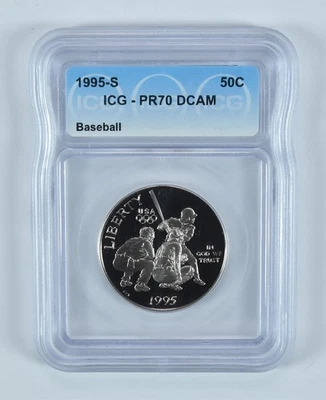 1995-S 50C
ICG - PR70 DCAM
Baseball
LIBERTY
USA
IN
GOD WE
TRUST
1995